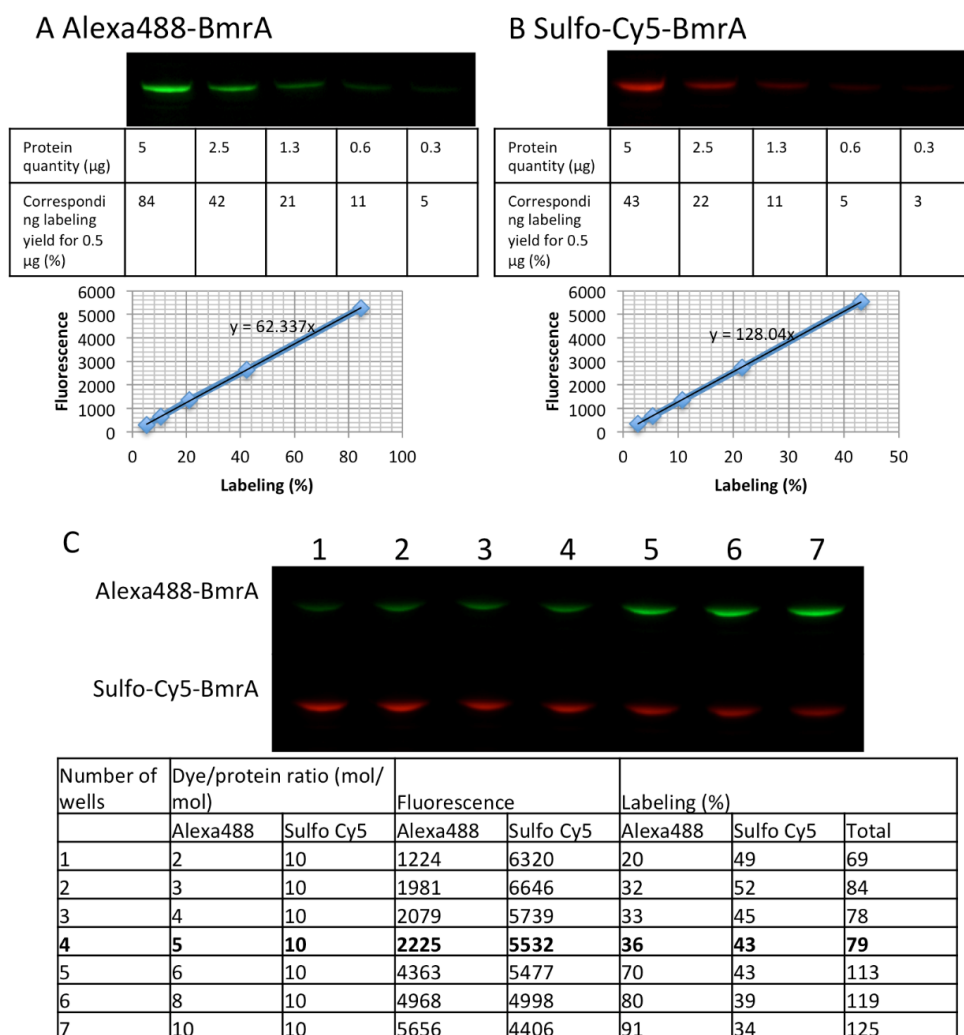 A Alexa488-BmrA
B Sulfo-Cy5-BmrA
Protein quantity (µg) 5 2.5 1.3 0.6 0.3
Correspondi
ng labeling
yield for 0.5
µg (%) 84 42 21 11 5
Protein quantity (µg) 5 2.5 1.3 0.6 0.3
Correspondi
ng labeling
yield for 0.5
µg (%) 43 22 11 5 3
Fluorescence
6000
5000
4000
3000
2000
1000
0
y = 62.337x
0 20 40 60 80 100
Labeling (%)
Fluorescence
6000
5000
4000
3000
2000
1000
0
y = 128.04x
0 10 20 30 40 50
Labeling (%)
C
1 2 3 4 5 6 7
Alexa488-BmrA
Sulfo-Cy5-BmrA
Number of wells Dye/protein ratio (mol/mol) Fluorescence Labeling (%)
Alexa488 Sulfo Cy5 Alexa488 Sulfo Cy5 Alexa488 Sulfo Cy5 Total
1 2 10 1224 6320 20 49 69
2 3 10 1981 6646 32 52 84
3 4 10 2079 5739 33 45 78
4 5 10 2225 5532 36 43 79
5 6 10 4363 5477 70 43 113
6 8 10 4968 4998 80 39 119
7 10 10 5656 4406 91 34 125